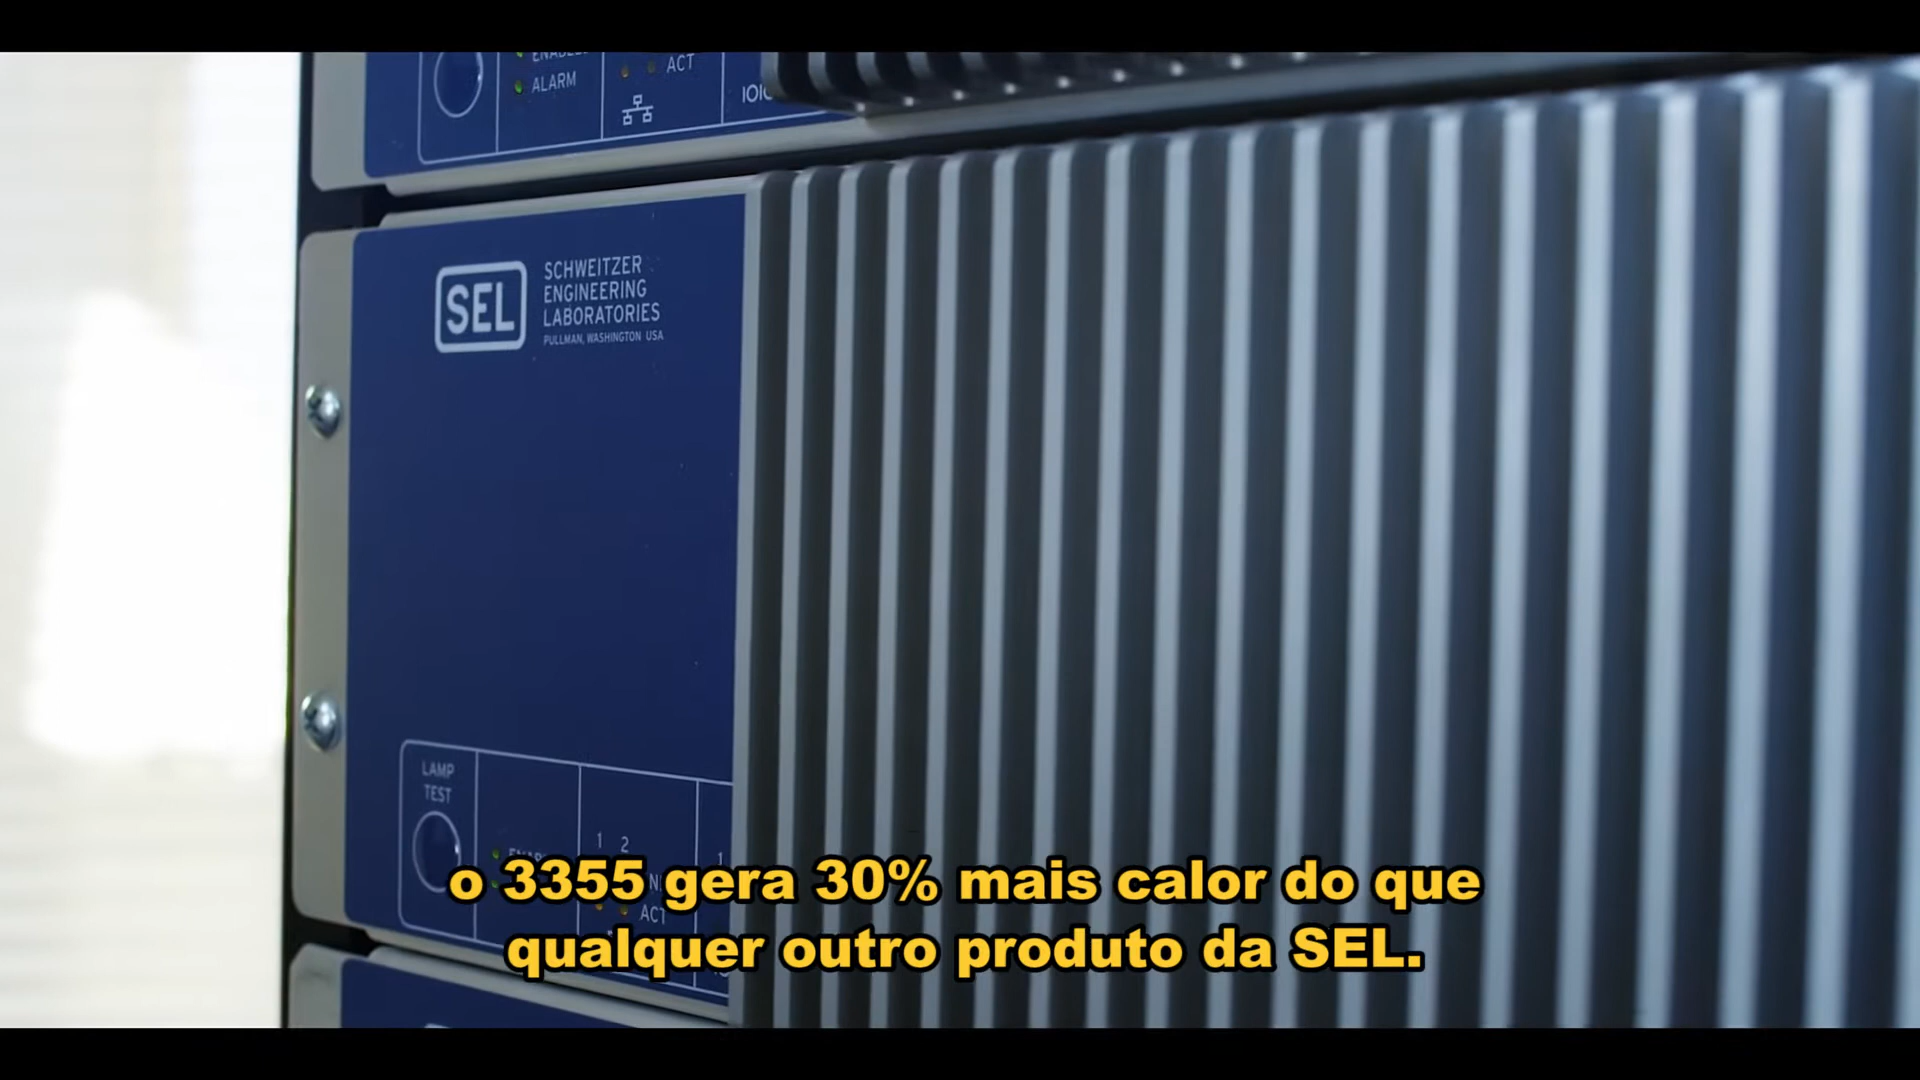 ALARM
ACT
SEL
SCHWEITZER
ENGINEERING
LABORATORIES
PULLMAN, WASHINGTON USA
LAMP
TEST
1 2
1
ACT
o 3355 gera 30% mais calor do que
qualquer outro produto da SEL.